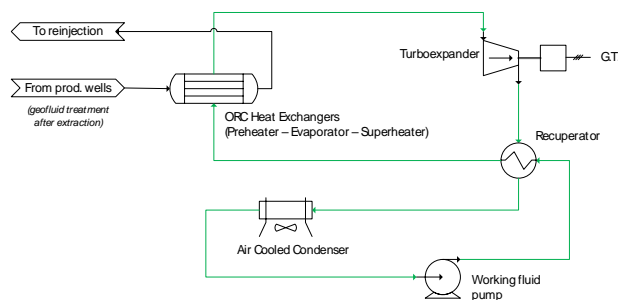 To reinjection
From prod. wells
(geofluid treatment
after extraction)
ORC Heat Exchangers
(Preheater – Evaporator – Superheater)
Turboexpander
G.T.
Recuperator
Air Cooled Condenser
Working fluid
pump